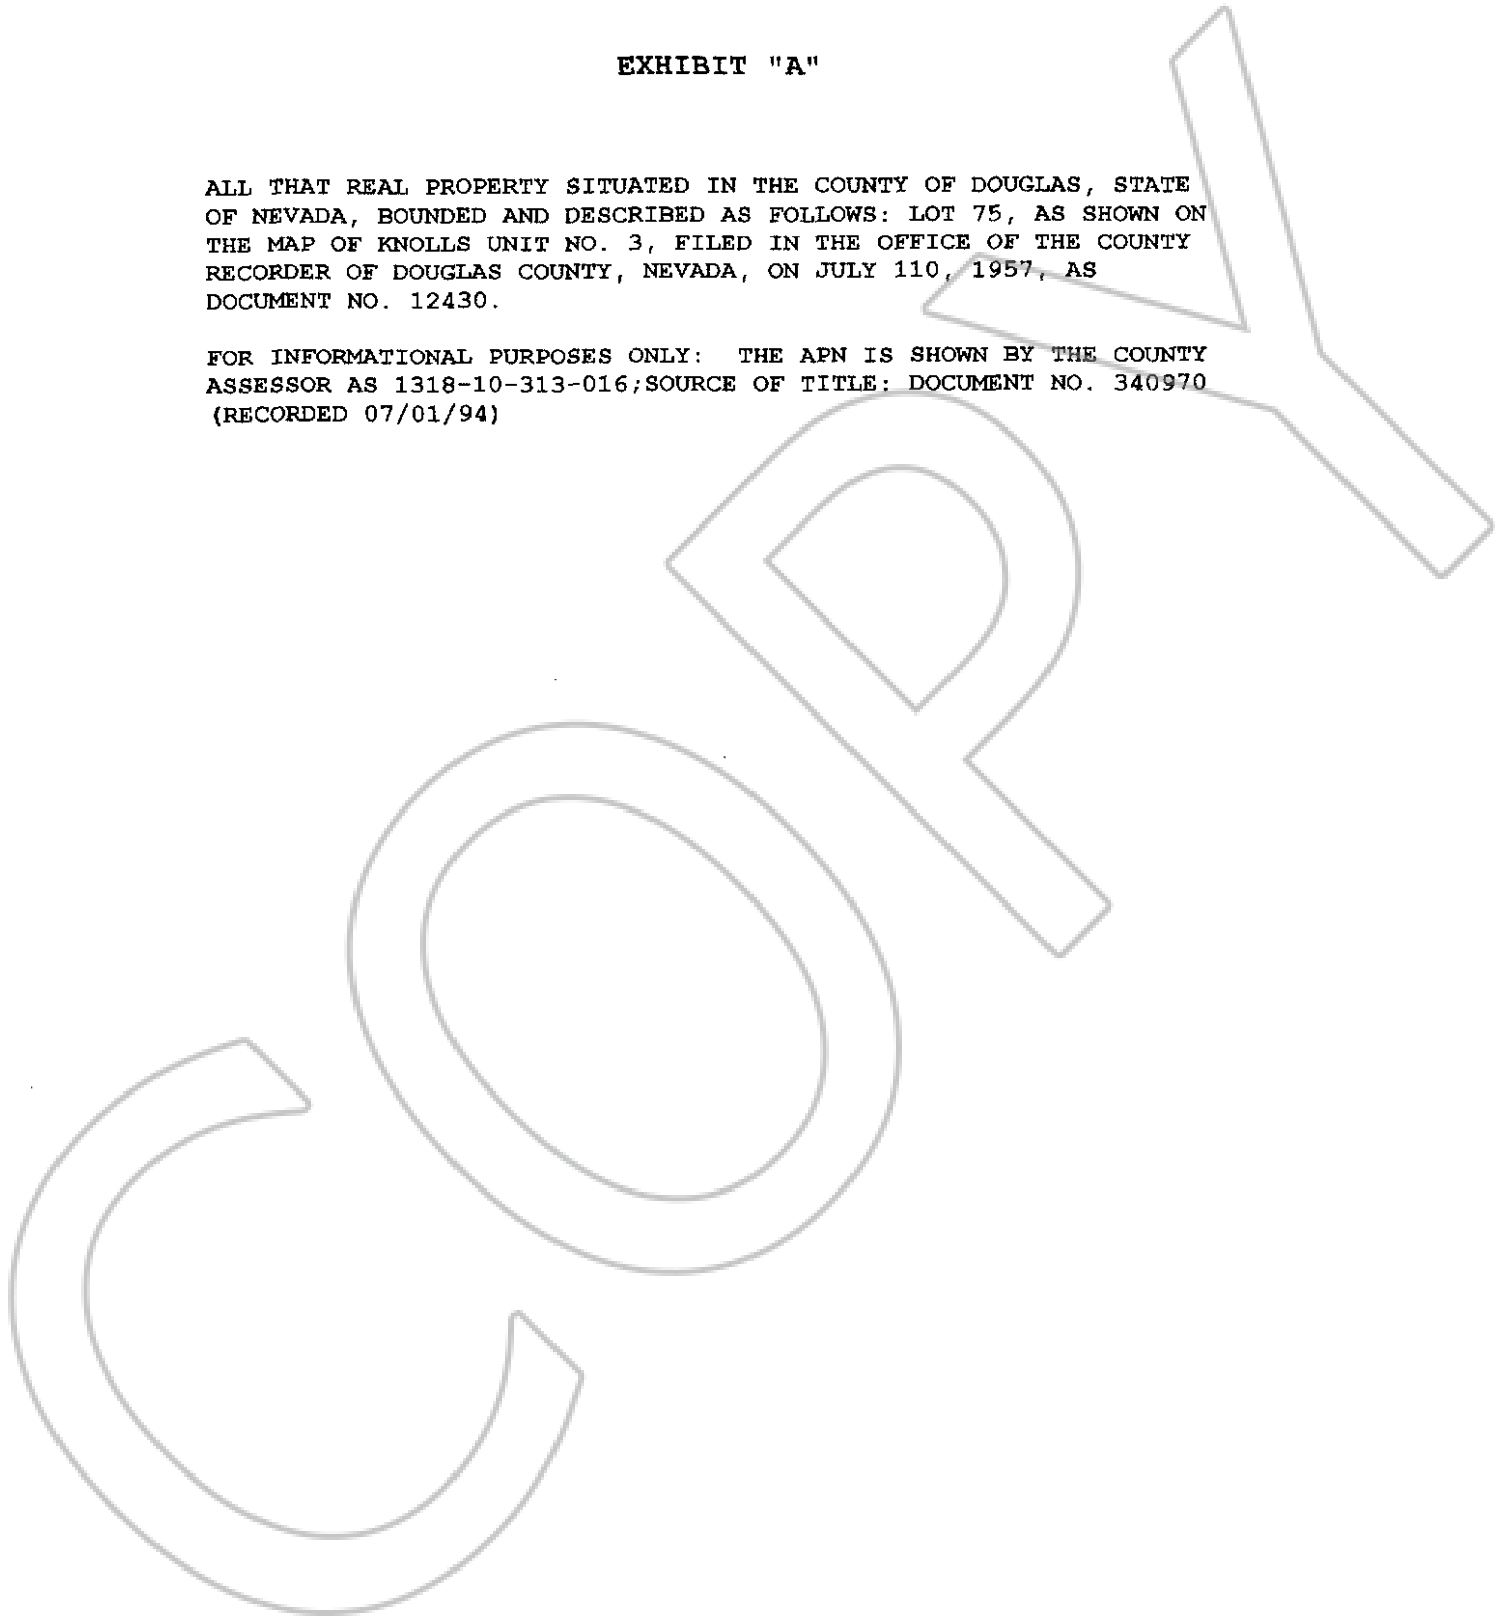 EXHIBIT "A"
ALL THAT REAL PROPERTY SITUATED IN THE COUNTY OF DOUGLAS, STATE
OF NEVADA, BOUNDED AND DESCRIBED AS FOLLOWS: LOT 75, AS SHOWN ON
THE MAP OF KNOLLS UNIT NO. 3, FILED IN THE OFFICE OF THE COUNTY
RECORDER OF DOUGLAS COUNTY, NEVADA, ON JULY 110, 1957, AS
DOCUMENT NO. 12430.
FOR INFORMATIONAL PURPOSES ONLY: THE APN IS SHOWN BY THE COUNTY
ASSESSOR AS 1318-10-313-016;SOURCE OF TITLE: DOCUMENT NO. 340970
(RECORDED 07/01/94)
COPY